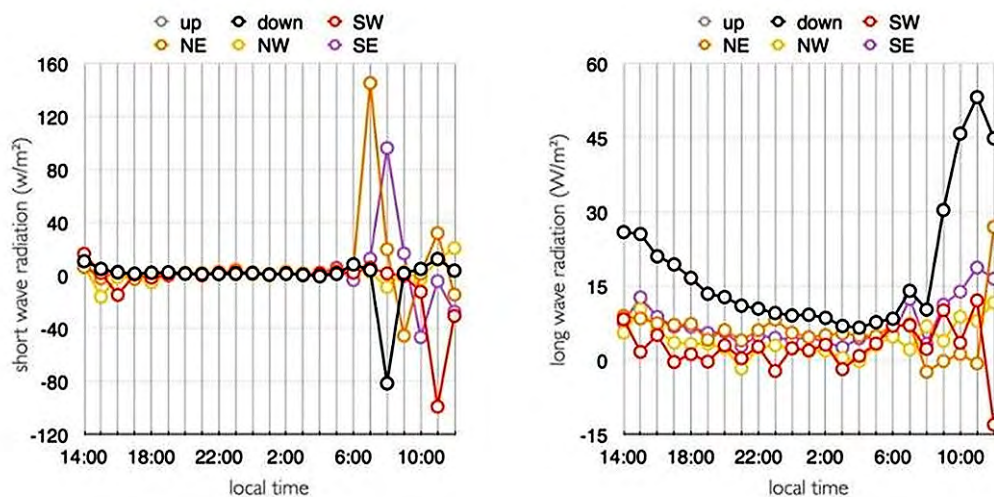 up down SW
NE NW SE
160
120
80
40
0
-40
-80
-120
short wave radiation (w/m²)
14:00 18:00 22:00 2:00 6:00 10:00
local time
up down SW
NE NW SE
60
45
30
15
0
-15
long wave radiation (W/m²)
14:00 18:00 22:00 2:00 6:00 10:00
local time